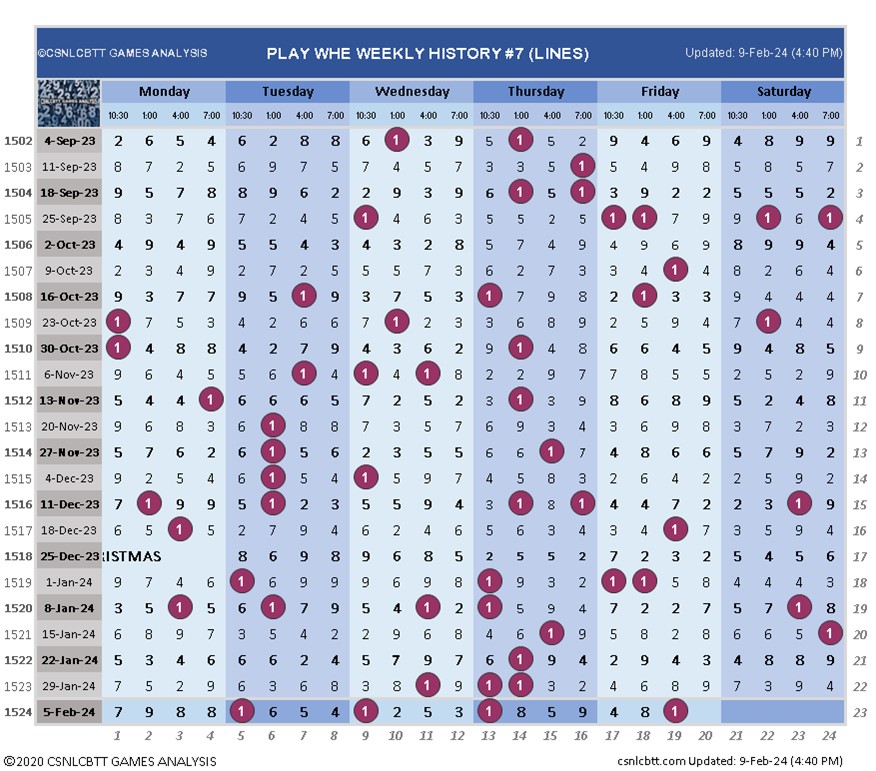 ©CSNLCBTT GAMES ANALYSIS PLAY WHE WEEKLY HISTORY #7 (LINES) Updated: 9-Feb-24 (4:40 PM)
Monday Tuesday Wednesday Thursday Friday Saturday
10:30 1:00 4:00 7:00 10:30 1:00 4:00 7:00 10:30 1:00 4:00 7:00 10:30 1:00 4:00 7:00 10:30 1:00 4:00 7:00 10:30 1:00 4:00 7:00
1502 4-Sep-23 2 6 5 4 6 2 8 8 6 1 3 9 5 1 5 2 9 4 6 9 4 8 9 9 1
1503 11-Sep-23 8 7 2 5 6 9 7 5 7 4 5 7 3 3 5 1 5 4 9 8 5 8 5 7 2
1504 18-Sep-23 9 5 7 8 8 9 6 2 2 9 3 9 6 1 5 1 3 9 2 2 5 5 5 2 3
1505 25-Sep-23 8 3 7 6 7 2 4 5 1 4 6 3 5 5 2 5 1 1 7 9 9 1 6 1 4
1506 2-Oct-23 4 9 4 9 5 5 4 3 4 3 2 8 5 7 4 9 4 9 6 9 8 9 9 4 5
1507 9-Oct-23 2 3 4 9 2 7 2 5 5 5 7 3 6 2 7 3 3 4 1 4 8 2 6 4 6
1508 16-Oct-23 9 3 7 7 9 5 1 9 3 7 5 3 1 7 9 8 2 1 3 3 9 4 4 4 7
1509 23-Oct-23 1 7 5 3 4 2 6 6 7 1 2 3 3 6 8 9 2 5 9 4 7 1 4 4 8
1510 30-Oct-23 1 4 8 8 4 2 7 9 4 3 6 2 9 1 4 8 6 6 4 5 9 4 8 5 9
1511 6-Nov-23 9 6 4 5 5 6 1 4 1 4 1 8 2 2 9 7 7 8 5 5 2 5 2 9 10
1512 13-Nov-23 5 4 4 1 6 6 6 5 7 2 5 2 3 1 3 9 8 6 8 9 5 2 4 8 11
1513 20-Nov-23 9 6 8 3 6 1 8 8 7 3 5 7 6 9 3 4 3 9 6 8 3 7 2 3 12
1514 27-Nov-23 5 7 6 2 6 1 5 6 2 3 5 5 6 6 1 7 4 8 6 6 5 7 9 2 13
1515 4-Dec-23 9 2 5 4 5 1 5 4 1 5 9 7 4 5 8 3 2 2 6 6 6 5 4 2 14
1516 11-Dec-23 7 1 9 9 5 1 2 3 5 5 9 4 3 1 8 1 4 4 7 2 2 3 1 9 15
1517 18-Dec-23 6 5 1 5 2 7 9 4 6 2 4 6 5 6 3 4 3 4 1 7 3 5 9 4 16
1518 25-Dec-23 RISTMAS 8 6 9 8 9 6 8 5 2 5 5 2 7 2 3 2 5 4 5 6 17
1519 1-Jan-24 9 7 4 6 1 6 9 9 9 6 9 8 1 9 3 2 1 1 5 8 4 4 4 3 18
1520 8-Jan-24 3 5 1 5 6 1 7 9 5 4 1 2 1 5 9 4 7 2 2 7 5 7 1 8 19
1521 15-Jan-24 6 8 9 7 3 5 4 2 2 9 6 8 4 6 1 9 5 8 2 8 6 6 5 1 20
1522 22-Jan-24 5 3 4 6 6 6 2 4 5 7 9 7 6 1 9 4 2 9 4 3 4 8 8 9 21
1523 29-Jan-24 7 5 2 9 6 3 6 8 3 8 1 9 1 1 3 2 4 6 8 9 7 3 9 4 22
1524 5-Feb-24 7 9 8 8 1 6 5 4 1 2 5 3 1 8 5 9 4 8 1 23
1 2 3 4 5 6 7 8 9 10 11 12 13 14 15 16 17 18 19 20 21 22 23 24
©2020 CSNLCBTT GAMES ANALYSIS csnlcbtt.com Updated: 9-Feb-24 (4:40 PM)